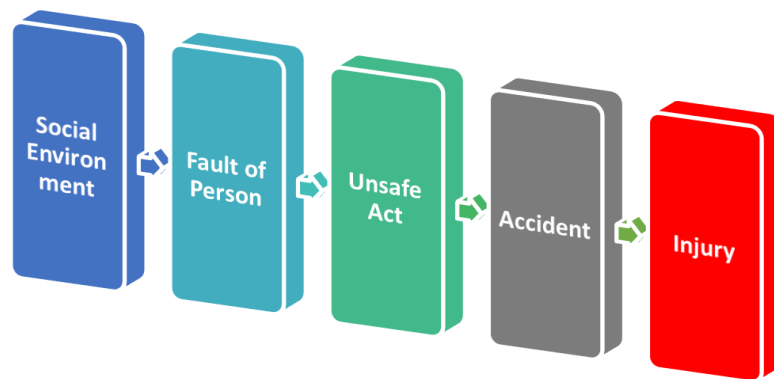 Social
Environ
ment
Fault of
Person
Unsafe
Act
Accident
Injury